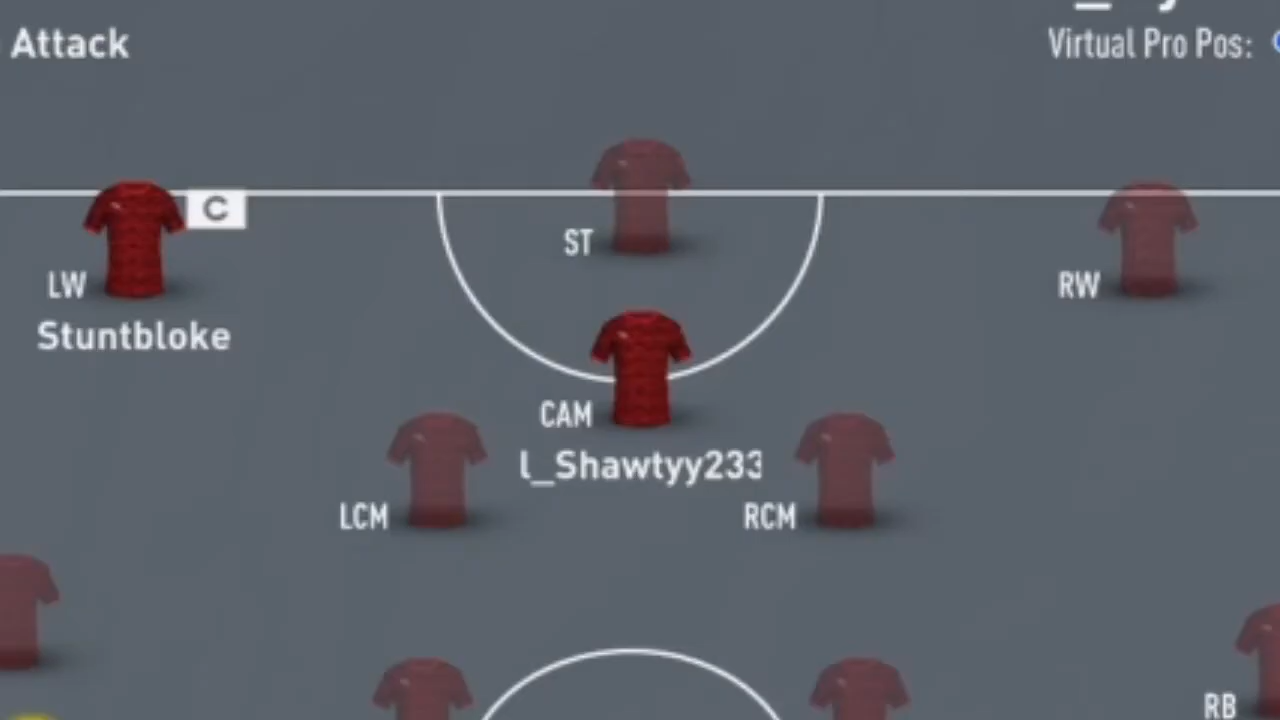 Attack
Virtual Pro Pos:
C
ST
LW
RW
Stuntbloke
CAM
l_Shawtyy233
LCM
RCM
RB